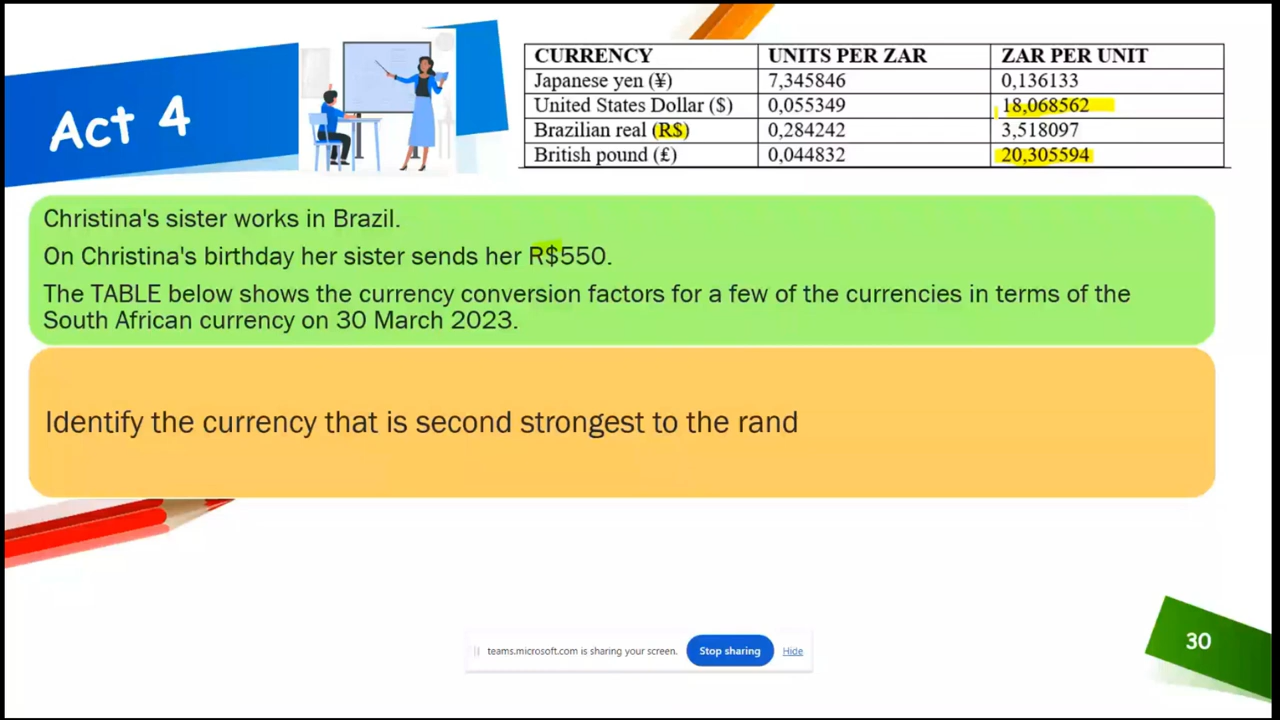 Act 4
CURRENCY UNITS PER ZAR ZAR PER UNIT
Japanese yen (¥) 7,345846 0,136133
United States Dollar ($) 0,055349 18,068562
Brazilian real (R$) 0,284242 3,518097
British pound (£) 0,044832 20,305594
Christina's sister works in Brazil.
On Christina's birthday her sister sends her R$550.
The TABLE below shows the currency conversion factors for a few of the currencies in terms of the
South African currency on 30 March 2023.
Identify the currency that is second strongest to the rand
teams.microsoft.com is sharing your screen. Stop sharing Hide
30